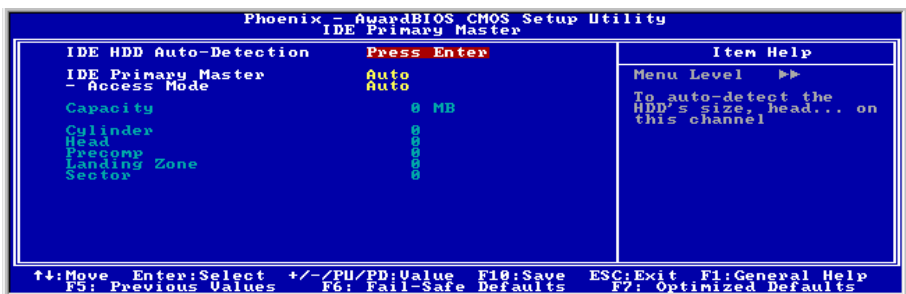 Phoenix - AwardBIOS CMOS Setup Utility
IDE Primary Master
IDE HDD Auto-Detection Press Enter
IDE Primary Master Auto
- Access Mode Auto
Capacity 0 MB
Cylinder 0
Head 0
Precomp 0
Landing Zone 0
Sector 0
Item Help
Menu Level ►►
To auto-detect the
HDD's size, head... on
this channel
↑↓:Move Enter:Select +/-/PU/PD:Value F10:Save ESC:Exit F1:General Help
F5: Previous Values F6: Fail-Safe Defaults F7: Optimized Defaults